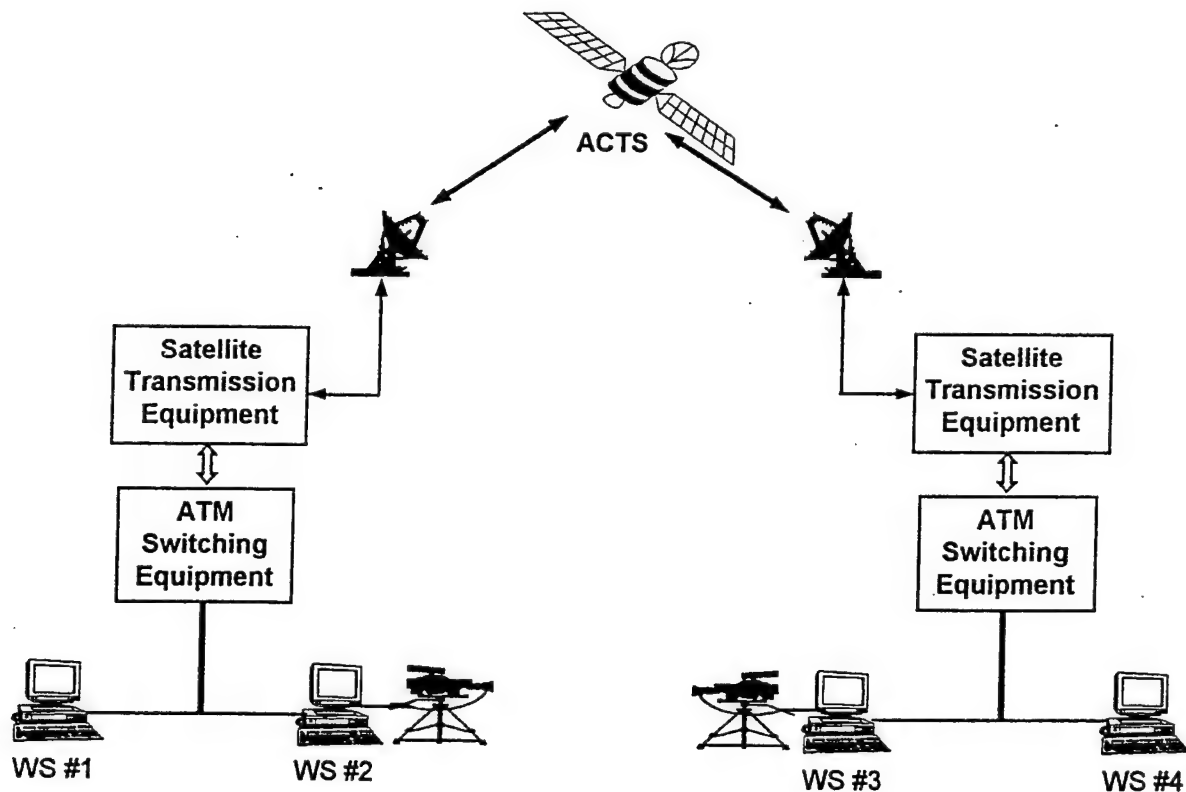 ACTS
Satellite
Transmission
Equipment
Satellite
Transmission
Equipment
ATM
Switching
Equipment
ATM
Switching
Equipment
WS #1
WS #2
WS #3
WS #4